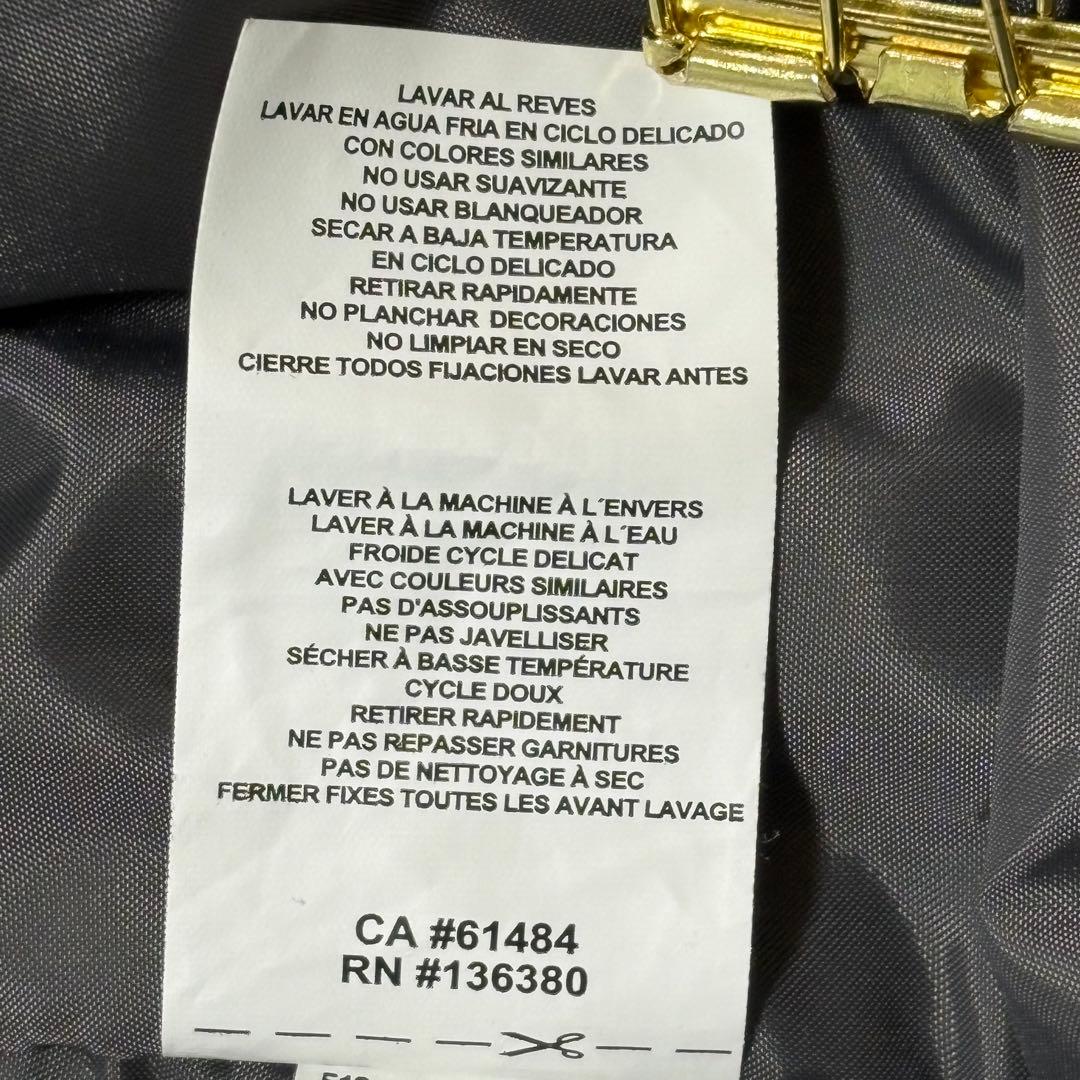 LAVAR AL REVES
LAVAR EN AGUA FRIA EN CICLO DELICADO
CON COLORES SIMILARES
NO USAR SUAVIZANTE
NO USAR BLANQUEADOR
SECAR A BAJA TEMPERATURA
EN CICLO DELICADO
RETIRAR RAPIDAMENTE
NO PLANCHAR DECORACIONES
NO LIMPIAR EN SECO
CIERRE TODOS FIJACIONES LAVAR ANTES
LAVER À LA MACHINE À L´ENVERS
LAVER À LA MACHINE À L´EAU
FROIDE CYCLE DELICAT
AVEC COULEURS SIMILAIRES
PAS D'ASSOUPLISSANTS
NE PAS JAVELLISER
SÉCHER À BASSE TEMPÉRATURE
CYCLE DOUX
RETIRER RAPIDEMENT
NE PAS REPASSER GARNITURES
PAS DE NETTOYAGE À SEC
FERMER FIXES TOUTES LES AVANT LAVAGE
CA #61484
RN #136380